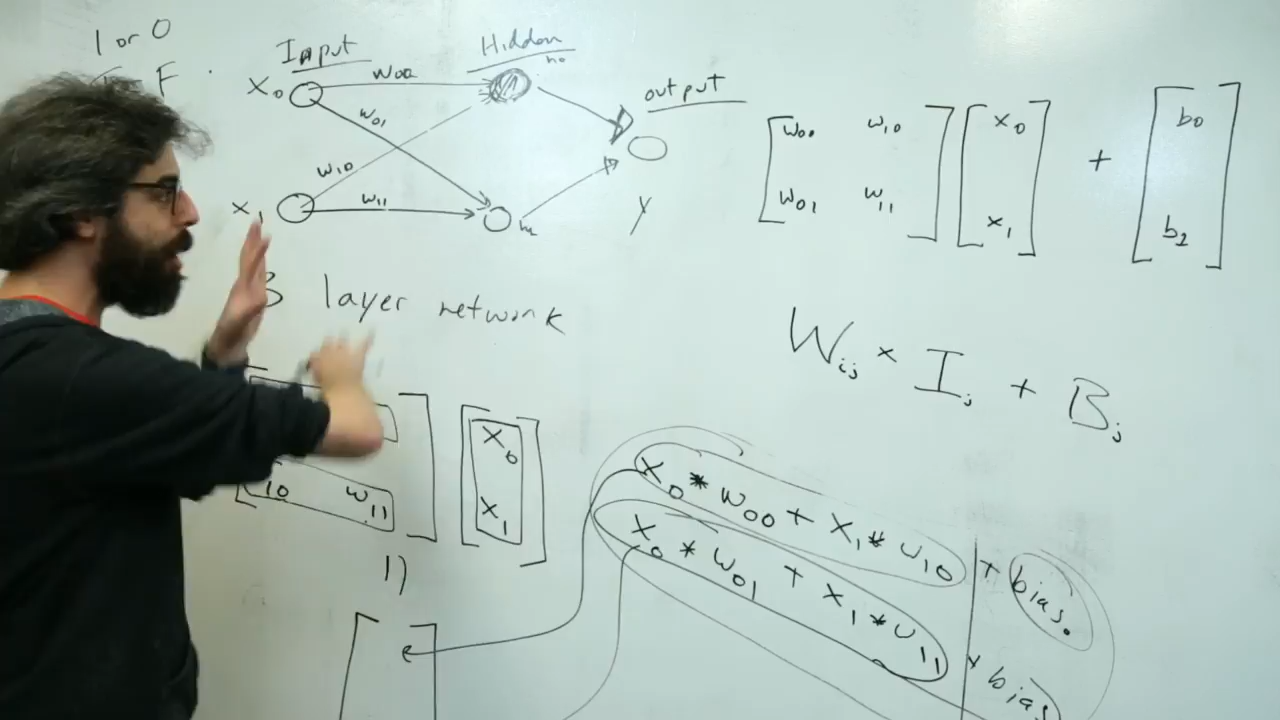 1 or 0
F
Input
Hidden
output
x₀
w₀₀
h₀
w₀₁
w₁₀
x₁
w₁₁
y
w₀₀ w₁₀ x₀ + b₀
w₀₁ w₁₁ x₁ b₂
3 layer network
Wᵢⱼ × Iⱼ + Bⱼ
x₀
10 w₁₁ x₁
x₀ * w₀₀ + x₁ * w₁₀ + bias₀
x₀ * w₀₁ + x₁ * w₁₁ + bias